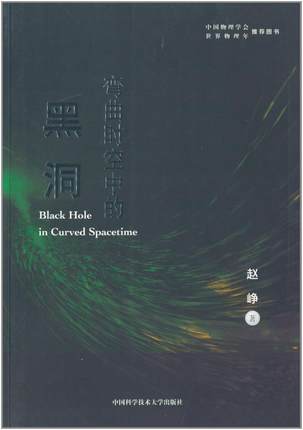 中国物理学会
世界物理年
推荐图书
弯曲时空中的
黑洞
Black Hole
in Curved Spacetime
赵峥
著
中国科学技术大学出版社